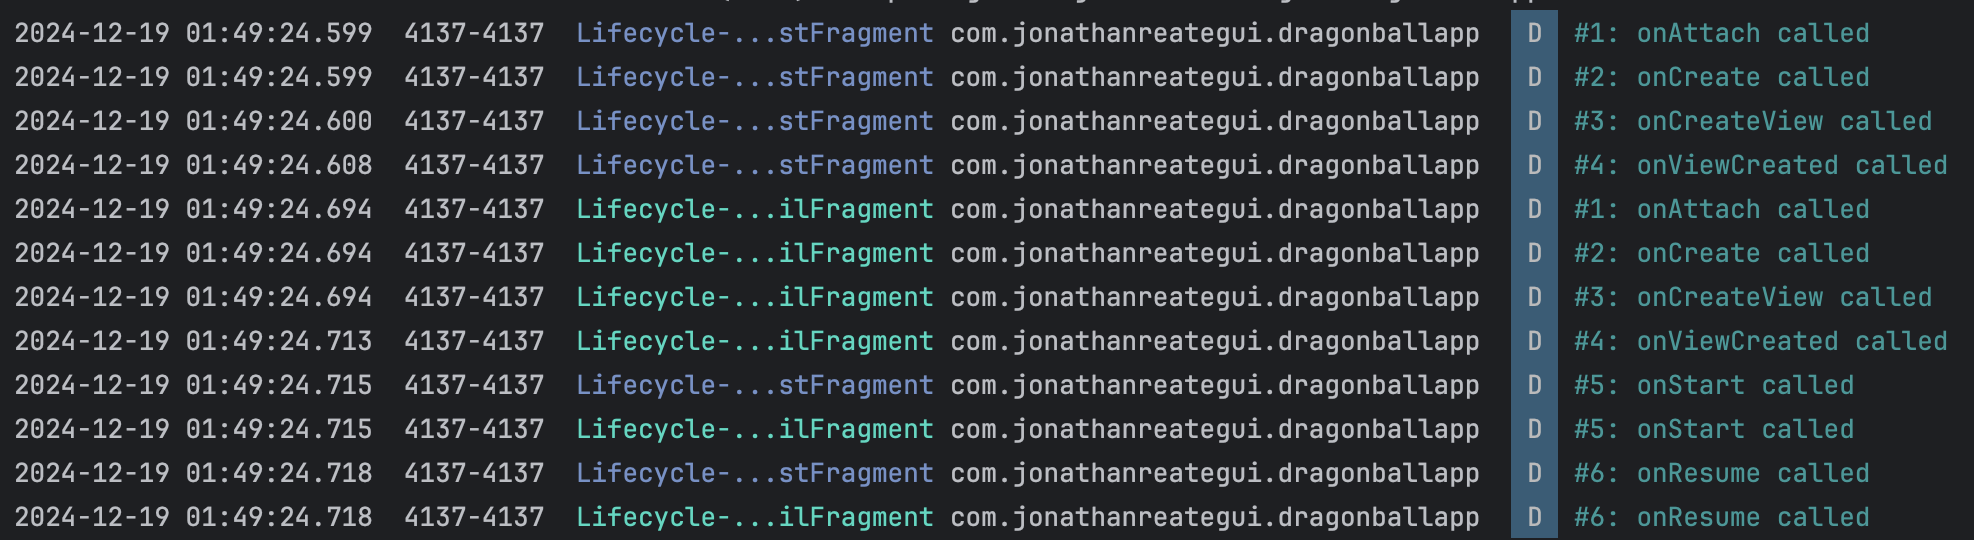 2024-12-19 01:49:24.599 4137-4137 Lifecycle-...stFragment com.jonathanreategui.dragonballapp D #1: onAttach called
2024-12-19 01:49:24.599 4137-4137 Lifecycle-...stFragment com.jonathanreategui.dragonballapp D #2: onCreate called
2024-12-19 01:49:24.600 4137-4137 Lifecycle-...stFragment com.jonathanreategui.dragonballapp D #3: onCreateView called
2024-12-19 01:49:24.608 4137-4137 Lifecycle-...stFragment com.jonathanreategui.dragonballapp D #4: onViewCreated called
2024-12-19 01:49:24.694 4137-4137 Lifecycle-...ilFragment com.jonathanreategui.dragonballapp D #1: onAttach called
2024-12-19 01:49:24.694 4137-4137 Lifecycle-...ilFragment com.jonathanreategui.dragonballapp D #2: onCreate called
2024-12-19 01:49:24.694 4137-4137 Lifecycle-...ilFragment com.jonathanreategui.dragonballapp D #3: onCreateView called
2024-12-19 01:49:24.713 4137-4137 Lifecycle-...ilFragment com.jonathanreategui.dragonballapp D #4: onViewCreated called
2024-12-19 01:49:24.715 4137-4137 Lifecycle-...stFragment com.jonathanreategui.dragonballapp D #5: onStart called
2024-12-19 01:49:24.715 4137-4137 Lifecycle-...ilFragment com.jonathanreategui.dragonballapp D #5: onStart called
2024-12-19 01:49:24.718 4137-4137 Lifecycle-...stFragment com.jonathanreategui.dragonballapp D #6: onResume called
2024-12-19 01:49:24.718 4137-4137 Lifecycle-...ilFragment com.jonathanreategui.dragonballapp D #6: onResume called